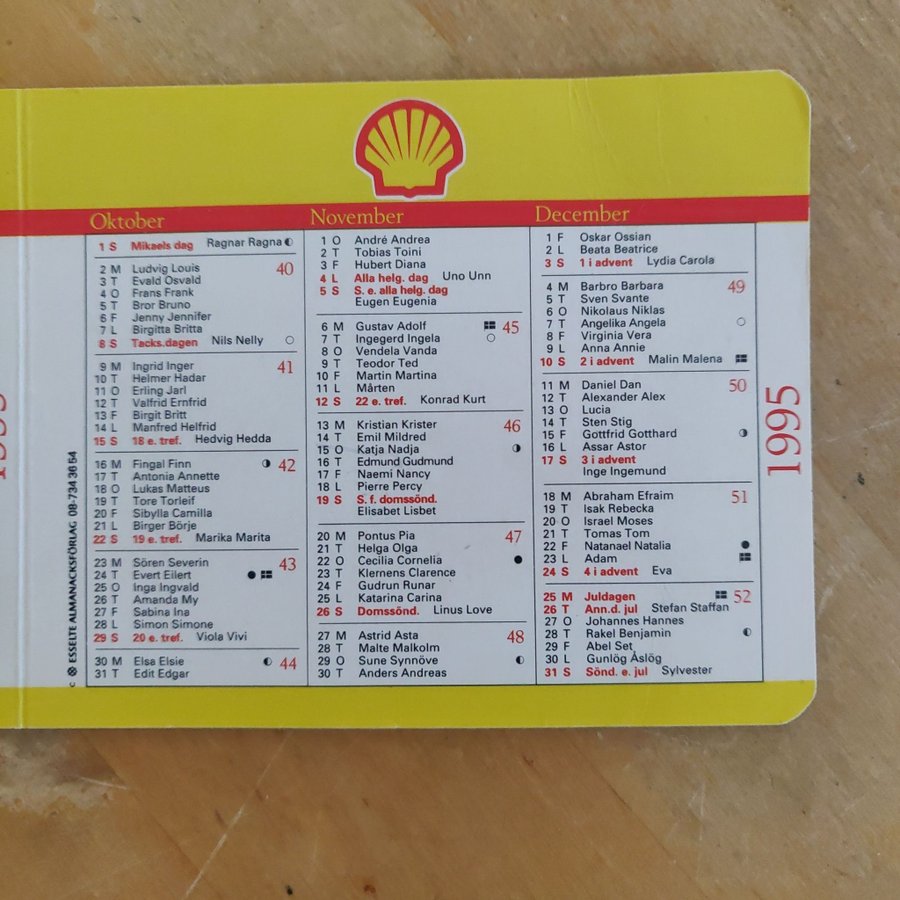 Oktober
1 S Mikaels dag Ragnar Ragna
2 M Ludvig Louis 40
3 T Evald Osvald
4 O Frans Frank
5 T Bror Bruno
6 F Jenny Jennifer
7 L Birgitta Britta
8 S Tacks.dagen Nils Nelly
9 M Ingrid Inger 41
10 T Helmer Hadar
11 O Erling Jarl
12 T Valfrid Ernfrid
13 F Birgit Britt
14 L Manfred Helfrid
15 S 18 e. tref. Hedvig Hedda
16 M Fingal Finn 42
17 T Antonia Annette
18 O Lukas Matteus
19 T Tore Torleif
20 F Sibylla Camilla
21 L Birger Börje
22 S 19 e. tref. Marika Marita
23 M Sören Severin 43
24 T Evert Eilert
25 O Inga Ingvald
26 T Amanda My
27 F Sabina Ina
28 L Simon Simone
29 S 20 e. tref. Viola Vivi
30 M Elsa Elsie 44
31 T Edit Edgar
November
1 O André Andrea
2 T Tobias Toini
3 F Hubert Diana
4 L Alla helg. dag Uno Unn
5 S S. e. alla helg. dag
Eugen Eugenia
6 M Gustav Adolf 45
7 T Ingegerd Ingela
8 O Vendela Vanda
9 T Teodor Ted
10 F Martin Martina
11 L Mårten
12 S 22 e. tref. Konrad Kurt
13 M Kristian Krister 46
14 T Emil Mildred
15 O Katja Nadja
16 T Edmund Gudmund
17 F Naemi Nancy
18 L Pierre Percy
19 S S. f. domssönd.
Elisabet Lisbet
20 M Pontus Pia 47
21 T Helga Olga
22 O Cecilia Cornelia
23 T Klemens Clarence
24 F Gudrun Runar
25 L Katarina Carina
26 S Domssönd. Linus Love
27 M Astrid Asta 48
28 T Malte Malkolm
29 O Sune Synnöve
30 T Anders Andreas
December
1 F Oskar Ossian
2 L Beata Beatrice
3 S 1 i advent Lydia Carola
4 M Barbro Barbara 49
5 T Sven Svante
6 O Nikolaus Niklas
7 T Angelika Angela
8 F Virginia Vera
9 L Anna Annie
10 S 2 i advent Malin Malena
11 M Daniel Dan 50
12 T Alexander Alex
13 O Lucia
14 T Sten Stig
15 F Gottfrid Gotthard
16 L Assar Astor
17 S 3 i advent
Inge Ingemund
18 M Abraham Efraim 51
19 T Isak Rebecka
20 O Israel Moses
21 T Tomas Tom
22 F Natanael Natalia
23 L Adam
24 S 4 i advent Eva
25 M Juldagen 52
26 T Ann.d. jul Stefan Staffan
27 O Johannes Hannes
28 T Rakel Benjamin
29 F Abel Set
30 L Gunlög Åslög
31 S Sönd. e. jul Sylvester
1995
c ESSELTE ALMANACKSFÖRLAG 08-734 36 54